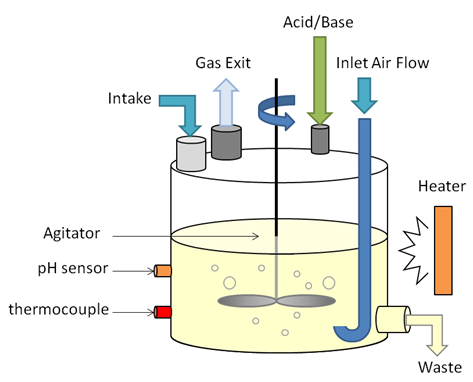 Acid/Base
Gas Exit
Inlet Air Flow
Intake
Heater
Agitator
pH sensor
thermocouple
Waste